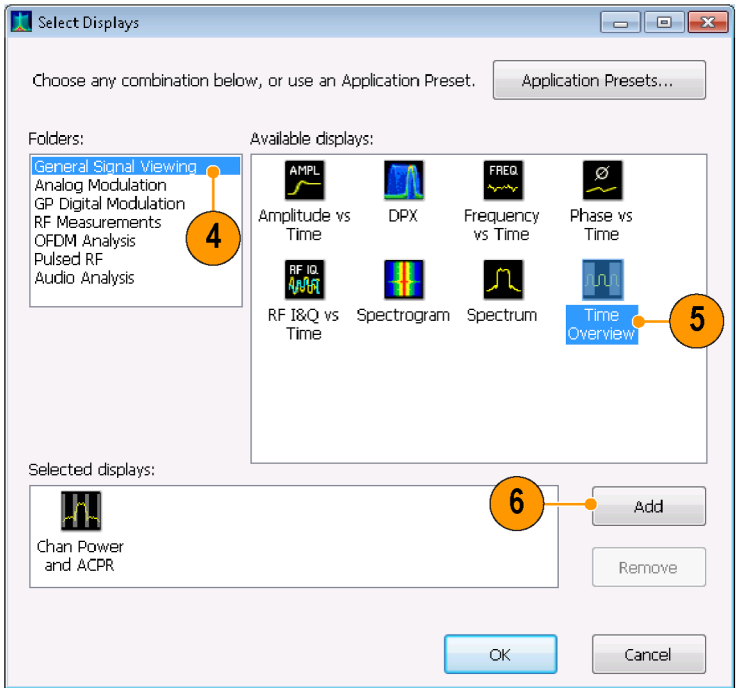 Select Displays
Choose any combination below, or use an Application Preset.
Application Presets...
Folders:
General Signal Viewing
Analog Modulation
GP Digital Modulation
RF Measurements
OFDM Analysis
Pulsed RF
Audio Analysis
4
Available displays:
AMPL
Amplitude vs
Time
DPX
FREQ
Frequency
vs Time
Ø
Phase vs
Time
RF IQ
RF I&Q vs
Time
Spectrogram
Spectrum
Time
Overview
5
Selected displays:
Chan Power
and ACPR
6
Add
Remove
OK
Cancel